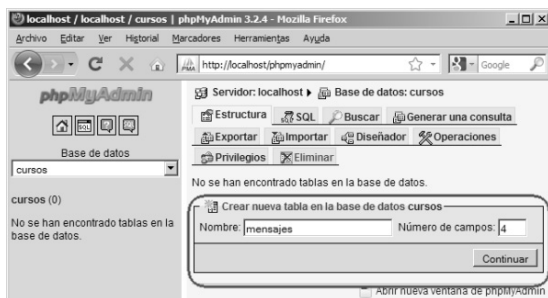 localhost / localhost / cursos | phpMyAdmin 3.2.4 - Mozilla Firefox
Archivo Editar Ver Historial Marcadores Herramientas Ayuda
http://localhost/phpmyadmin/
Google
phpMyAdmin
Servidor: localhost ▸ Base de datos: cursos
Estructura SQL Buscar Generar una consulta
Exportar Importar Diseñador Operaciones
Privilegios Eliminar
Base de datos
cursos
cursos (0)
No se han encontrado tablas en la base de datos.
No se han encontrado tablas en la
base de datos.
Crear nueva tabla en la base de datos cursos
Nombre: mensajes Número de campos: 4
Continuar
Abrir nueva ventana de phpMyAdmin